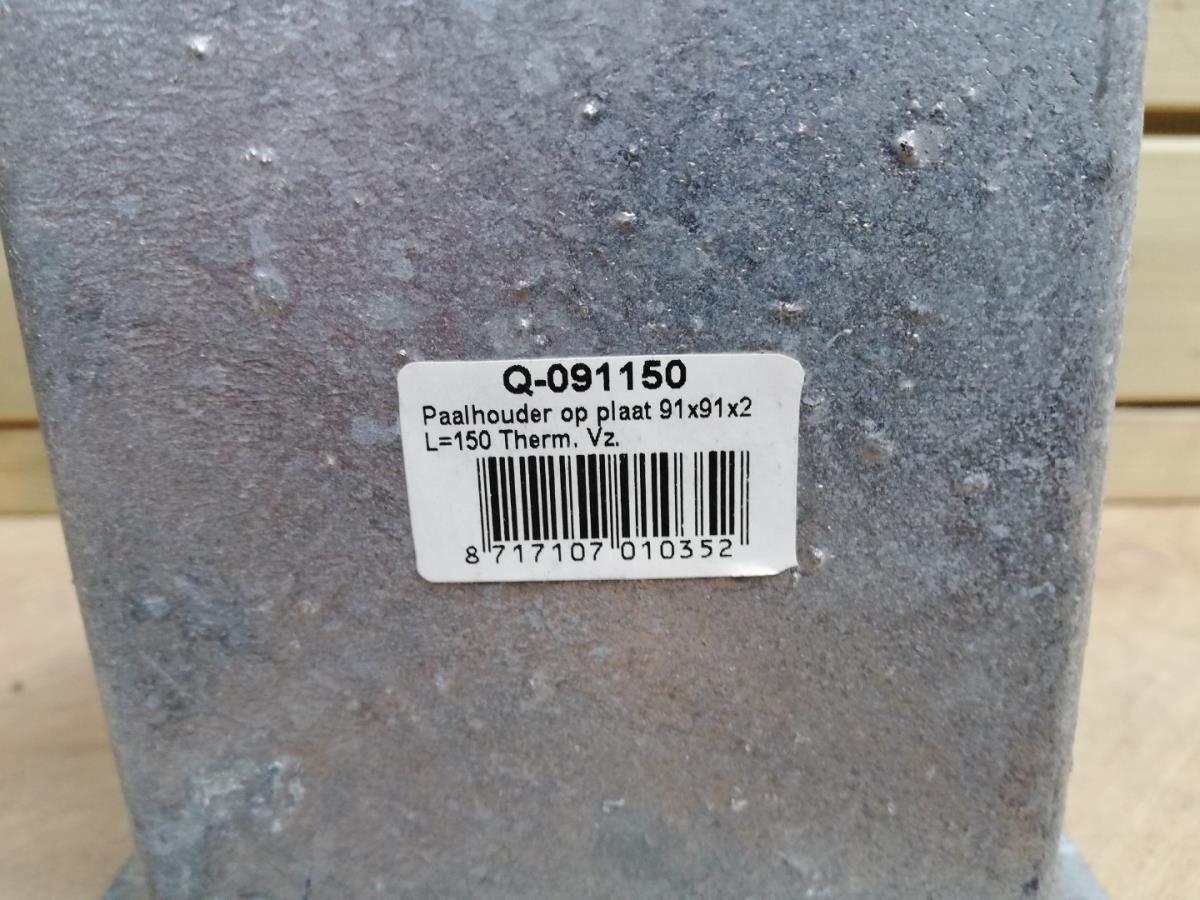 Q-091150
Paalhouder op plaat 91x91x2
L=150 Therm. Vz.
8 717107 010352